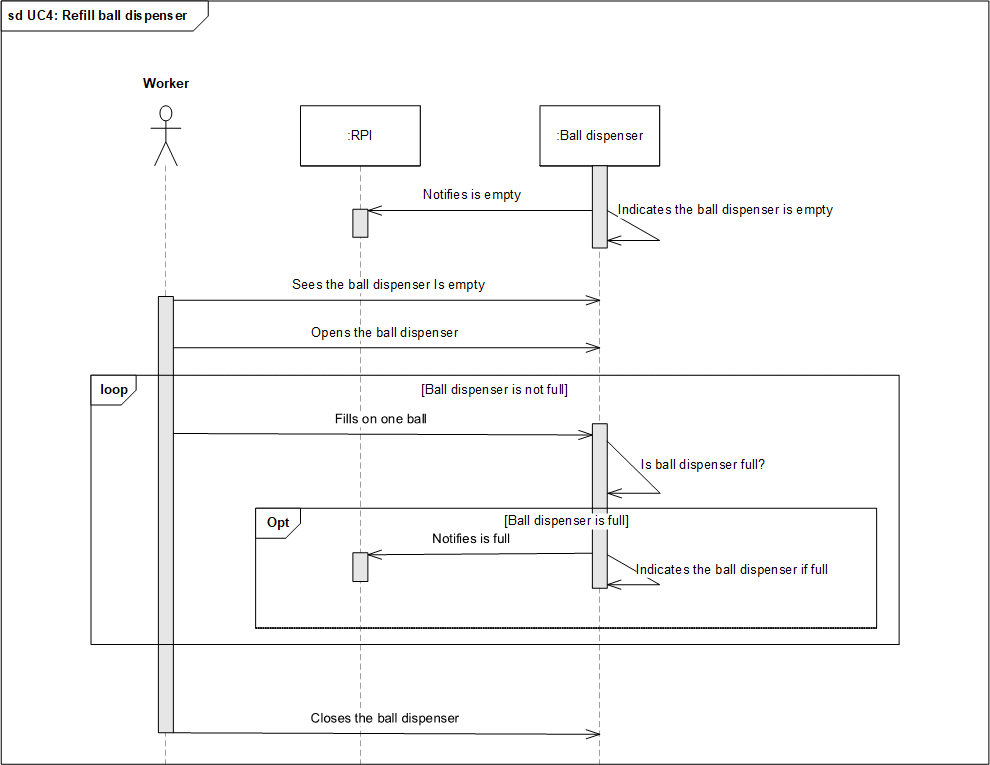 sd UC4: Refill ball dispenser
Worker
:RPI
:Ball dispenser
Notifies is empty
Indicates the ball dispenser is empty
Sees the ball dispenser Is empty
Opens the ball dispenser
loop
[Ball dispenser is not full]
Fills on one ball
Is ball dispenser full?
Opt
[Ball dispenser is full]
Notifies is full
Indicates the ball dispenser if full
Closes the ball dispenser